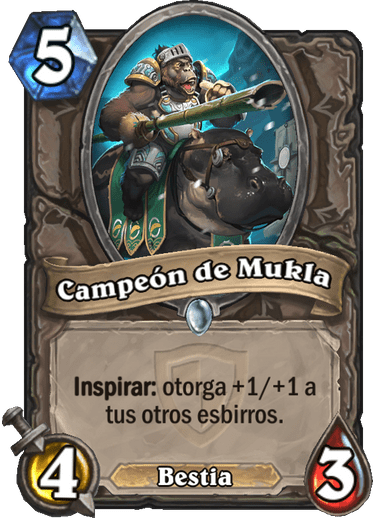 5
Campeón de Mukla
Inspirar: otorga +1/+1 a
tus otros esbirros.
4
Bestia
3